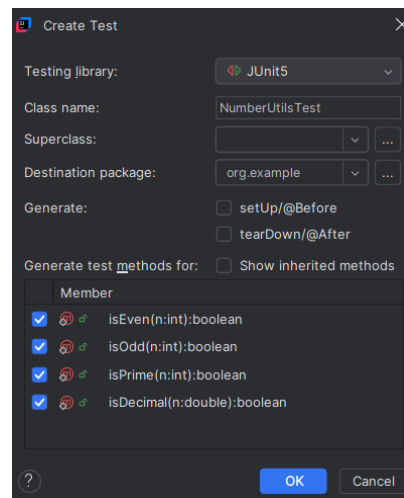 Create Test
Testing library: JUnit5
Class name: NumberUtilsTest
Superclass: ...
Destination package: org.example ...
Generate: setUp/@Before
tearDown/@After
Generate test methods for: Show inherited methods
Member
isEven(n:int):boolean
isOdd(n:int):boolean
isPrime(n:int):boolean
isDecimal(n:double):boolean
? OK Cancel